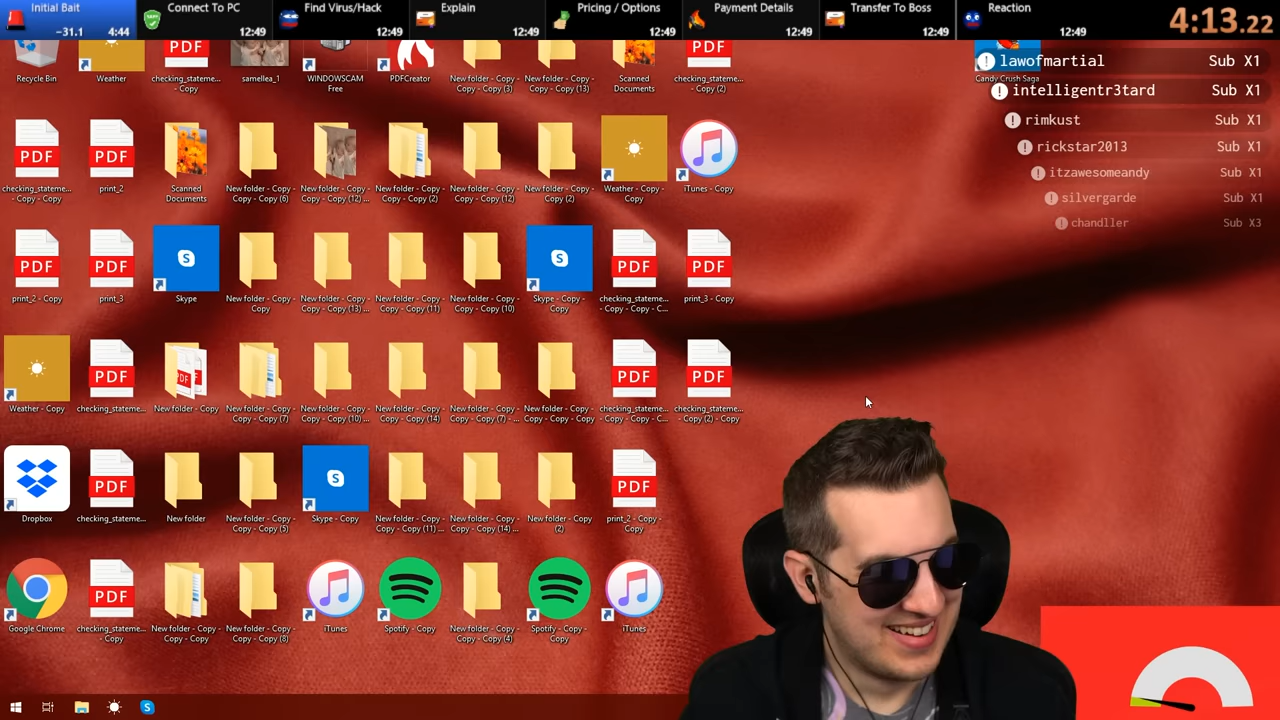 Initial Bait
-31.1 4:44
Connect To PC
12:49
Find Virus/Hack
12:49
Explain
12:49
Pricing / Options
12:49
Payment Details
12:49
Transfer To Boss
12:49
Reaction
12:49
4:13.22
Recycle Bin
Weather
checking_stateme...
- Copy
samellea_1
WINDOWSCAM
Free
PDFCreator
New folder - Copy
- Copy (3)
New folder - Copy
- Copy (13)
Scanned
Documents
checking_stateme...
- Copy (2)
Candy Crush Saga
lawofmartial Sub X1
intelligentr3tard Sub X1
rimkust Sub X1
rickstar2013 Sub X1
itzawesomeandy Sub X1
silvergarde Sub X1
chandller Sub X3
PDF
checking_stateme...
- Copy - Copy
PDF
print_2
Scanned
Documents
New folder - Copy
- Copy (6)
New folder - Copy
- Copy (12) ...
New folder - Copy
- Copy (2)
New folder - Copy
- Copy (12)
New folder -
Copy (2)
Weather - Copy -
Copy
iTunes - Copy
PDF
print_2 - Copy
PDF
print_3
Skype
New folder - Copy
- Copy
New folder - Copy
- Copy (13) ...
New folder - Copy
- Copy (11)
New folder - Copy
- Copy (10)
Skype - Copy -
Copy
PDF
checking_stateme...
- Copy - Copy - C...
PDF
print_3 - Copy
Weather - Copy
PDF
checking_stateme...
PDF
New folder - Copy
New folder - Copy
- Copy (7)
New folder - Copy
- Copy (10) ...
New folder - Copy
- Copy (14)
New folder - Copy
- Copy (7) - ...
New folder -
Copy - Copy
PDF
checking_stateme...
- Copy - C...
PDF
checking_stateme...
- Copy (2) - Copy
Dropbox
PDF
checking_stateme...
New folder
New folder - Copy
- Copy (5)
Skype - Copy
New folder - Copy
- Copy (11) ...
New folder - Copy
- Copy (14) ...
New folder - Copy
(2)
PDF
print_2 - Copy -
Copy
Google Chrome
PDF
checking_stateme...
- Copy
New folder - Copy
- Copy - Copy
New folder - Copy
- Copy (8)
iTunes
Spotify - Copy
New folder - Copy
- Copy (4)
Spotify - Copy -
Copy
iTunes